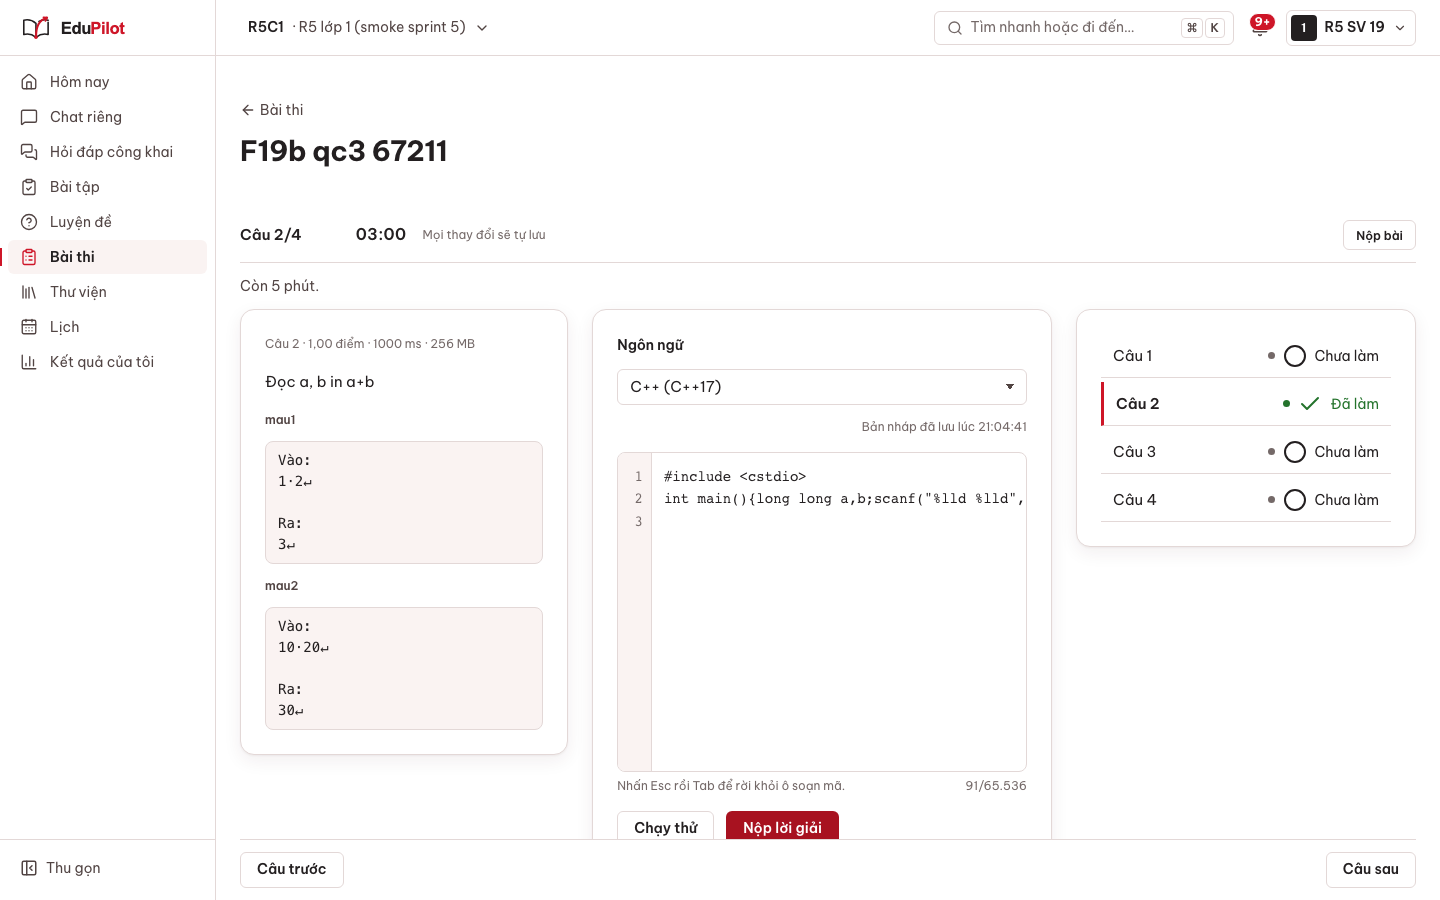 EduPilot
R5C1 · R5 lớp 1 (smoke sprint 5)
Tìm nhanh hoặc đi đến...
⌘ K
9+
1 R5 SV 19
Hôm nay
Chat riêng
Hỏi đáp công khai
Bài tập
Luyện đề
Bài thi
Thư viện
Lịch
Kết quả của tôi
Thu gọn
← Bài thi
F19b qc3 67211
Câu 2/4 03:00 Mọi thay đổi sẽ tự lưu
Nộp bài
Còn 5 phút.
Câu 2 · 1,00 điểm · 1000 ms · 256 MB
Đọc a, b in a+b
mau1
Vào:
1·2↵
Ra:
3↵
mau2
Vào:
10·20↵
Ra:
30↵
Ngôn ngữ
C++ (C++17)
Bản nháp đã lưu lúc 21:04:41
1 #include <cstdio>
2 int main(){long long a,b;scanf("%lld %lld",
3
Nhấn Esc rồi Tab để rời khỏi ô soạn mã. 91/65.536
Chạy thử Nộp lời giải
Câu 1 Chưa làm
Câu 2 Đã làm
Câu 3 Chưa làm
Câu 4 Chưa làm
Câu trước Câu sau